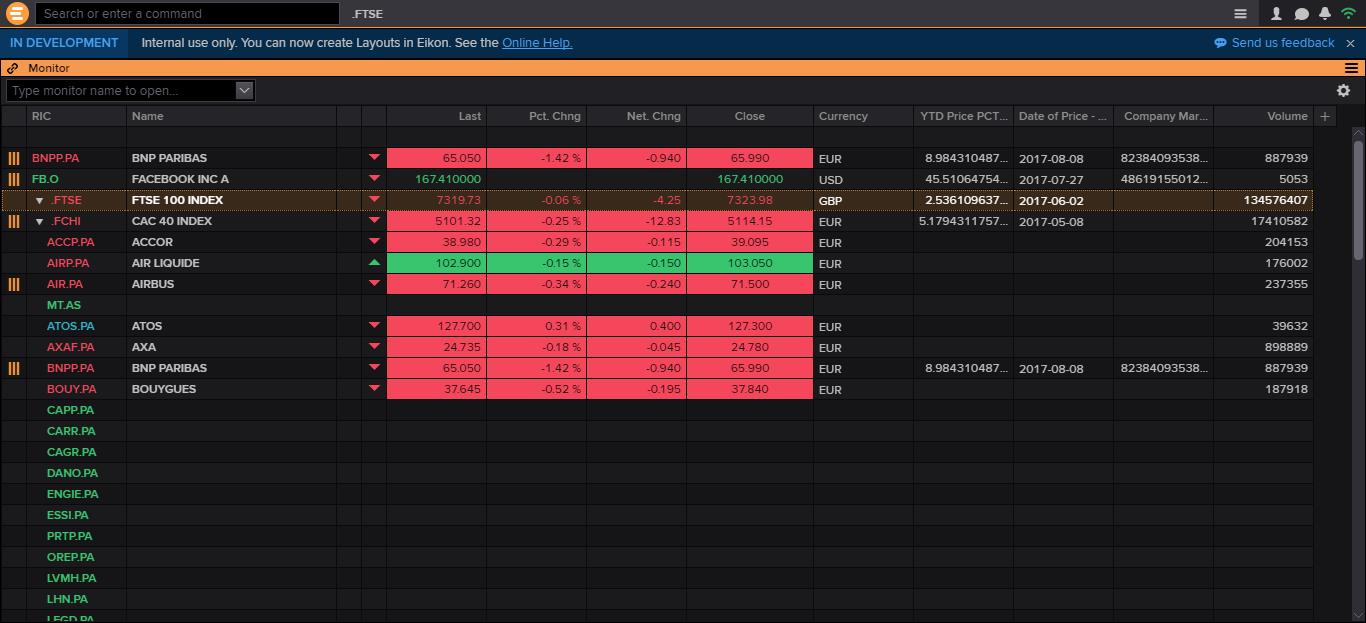 Search or enter a command .FTSE
IN DEVELOPMENT Internal use only. You can now create Layouts in Eikon. See the Online Help. Send us feedback
Monitor
Type monitor name to open...
RIC Name Last Pct. Chng Net. Chng Close Currency YTD Price PCT... Date of Price - ... Company Mar... Volume +
BNPP.PA BNP PARIBAS 65.050 -1.42 % -0.940 65.990 EUR 8.984310487... 2017-08-08 82384093538... 887939
FB.O FACEBOOK INC A 167.410000 167.410000 USD 45.51064754... 2017-07-27 48619155012... 5053
.FTSE FTSE 100 INDEX 7319.73 -0.06 % -4.25 7323.98 GBP 2.536109637... 2017-06-02 134576407
.FCHI CAC 40 INDEX 5101.32 -0.25 % -12.83 5114.15 EUR 5.1794311757... 2017-05-08 17410582
ACCP.PA ACCOR 38.980 -0.29 % -0.115 39.095 EUR 204153
AIRP.PA AIR LIQUIDE 102.900 -0.15 % -0.150 103.050 EUR 176002
AIR.PA AIRBUS 71.260 -0.34 % -0.240 71.500 EUR 237355
MT.AS
ATOS.PA ATOS 127.700 0.31 % 0.400 127.300 EUR 39632
AXAF.PA AXA 24.735 -0.18 % -0.045 24.780 EUR 898889
BNPP.PA BNP PARIBAS 65.050 -1.42 % -0.940 65.990 EUR 8.984310487... 2017-08-08 82384093538... 887939
BOUY.PA BOUYGUES 37.645 -0.52 % -0.195 37.840 EUR 187918
CAPP.PA
CARR.PA
CAGR.PA
DANO.PA
ENGIE.PA
ESSI.PA
PRTP.PA
OREP.PA
LVMH.PA
LHN.PA
LEGD.PA